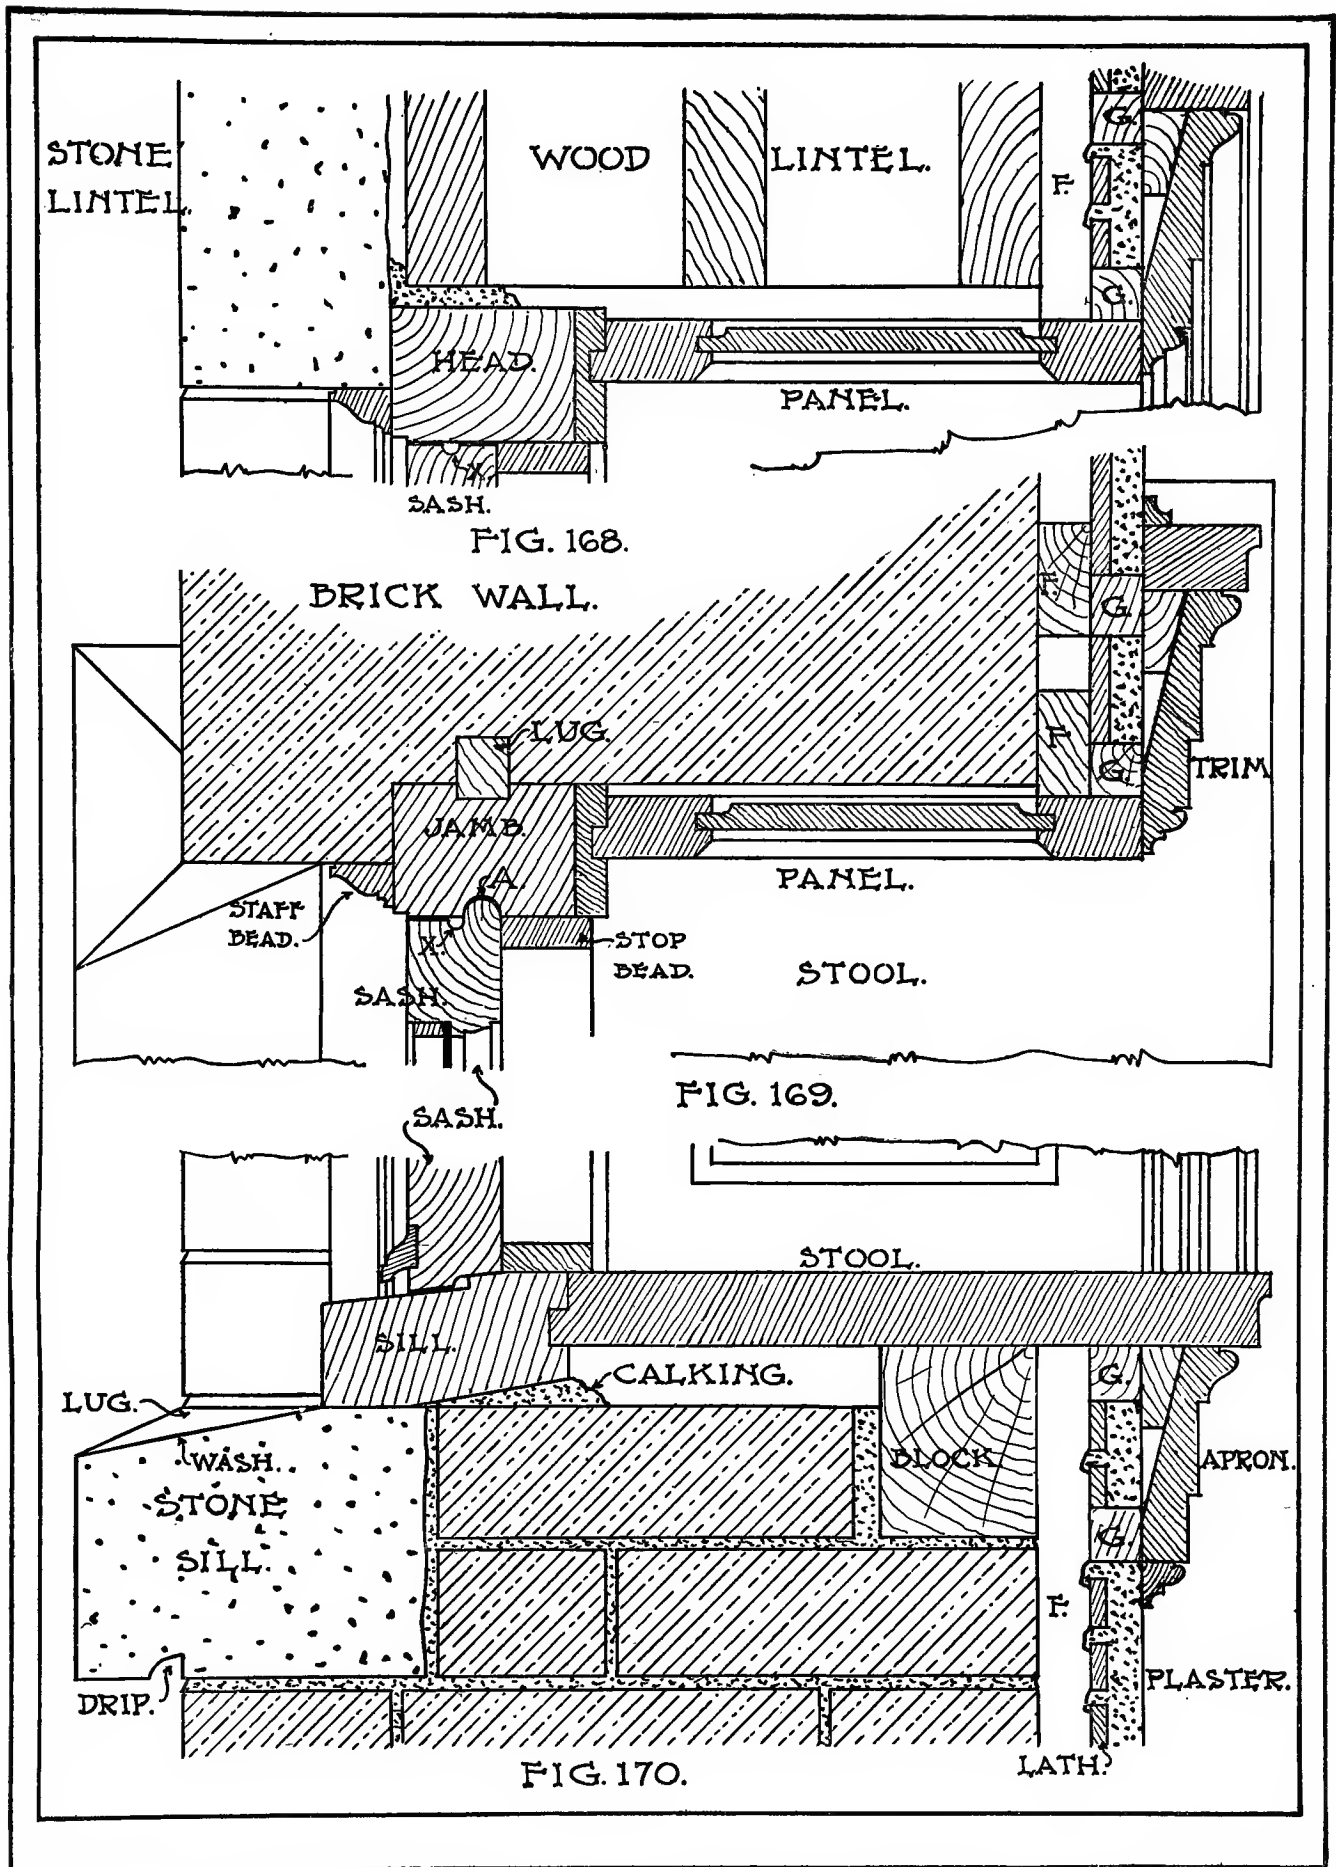 STONE
LINTEL.
WOOD LINTEL.
G.
F.
G.
HEAD.
PANEL.
X
SASH.
FIG. 168.
BRICK WALL.
F.
G.
LUG.
F
G.
TRIM
JAMB.
A.
PANEL.
STAFF
BEAD.
X.
STOP
BEAD.
SASH.
STOOL.
FIG. 169.
SASH.
STOOL.
SILL.
CALKING.
G.
LUG.
WASH.
BLOCK
APRON.
STONE
SILL.
G.
F.
DRIP.
PLASTER.
LATH.
FIG. 170.